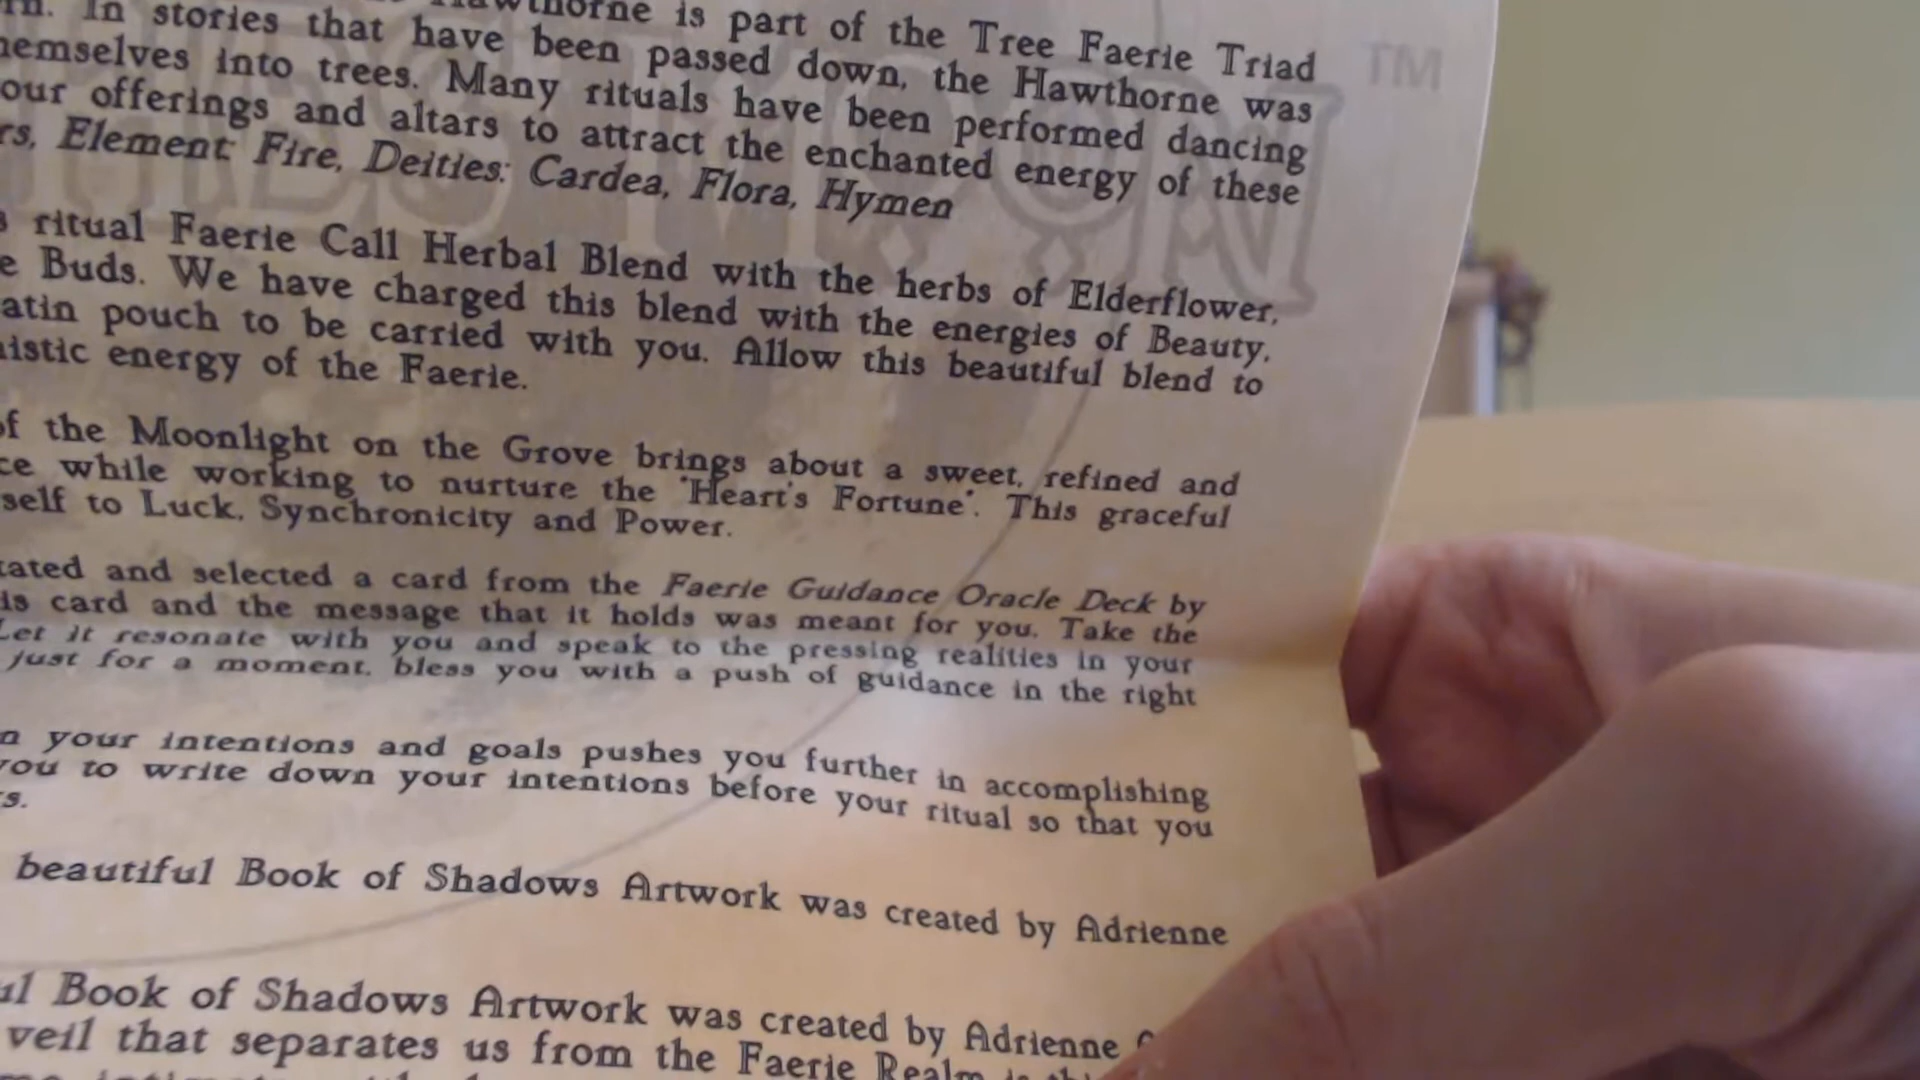 In stories that have been passed down, the Hawthorne is part of the Tree Faerie Triad
hemselves into trees. Many rituals have been performed dancing
our offerings and altars to attract the enchanted energy of these
rs, Element: Fire, Deities: Cardea, Flora, Hymen
s ritual Faerie Call Herbal Blend with the herbs of Elderflower,
e Buds. We have charged this blend with the energies of Beauty,
atin pouch to be carried with you. Allow this beautiful blend to
istic energy of the Faerie.
of the Moonlight on the Grove brings about a sweet, refined and
ce while working to nurture the 'Heart's Fortune'. This graceful
self to Luck, Synchronicity and Power.
tated and selected a card from the Faerie Guidance Oracle Deck by
is card and the message that it holds was meant for you. Take the
Let it resonate with you and speak to the pressing realities in your
just for a moment, bless you with a push of guidance in the right
n your intentions and goals pushes you further in accomplishing
you to write down your intentions before your ritual so that you
s.
beautiful Book of Shadows Artwork was created by Adrienne
ul Book of Shadows Artwork was created by Adrienne
veil that separates us from the Faerie Realm is
TM